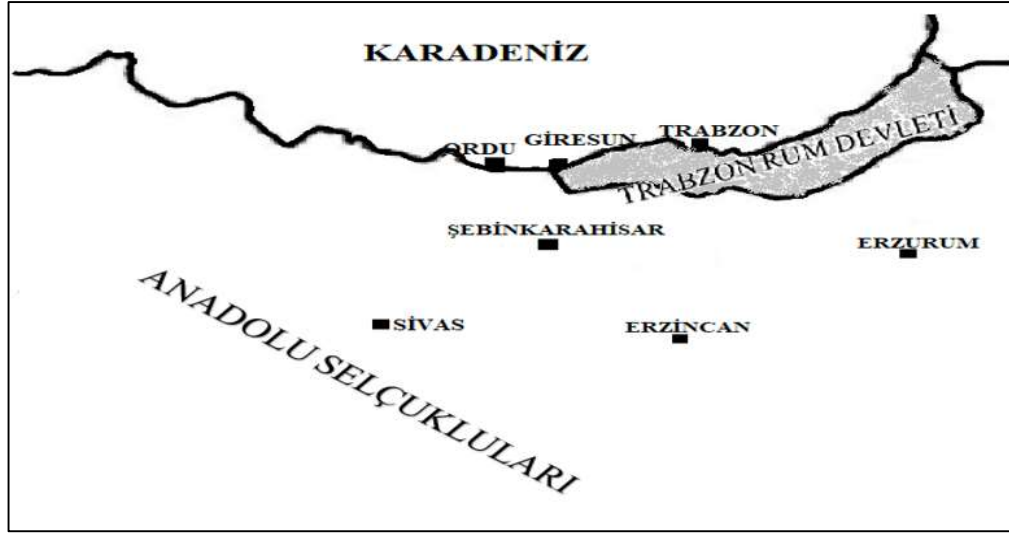 KARADENİZ
ORDU
GİRESUN
TRABZON
TRABZON RUM DEVLETİ
ŞEBİNKARAHİSAR
ERZURUM
ANADOLU SELÇUKLULARI
SİVAS
ERZİNCAN